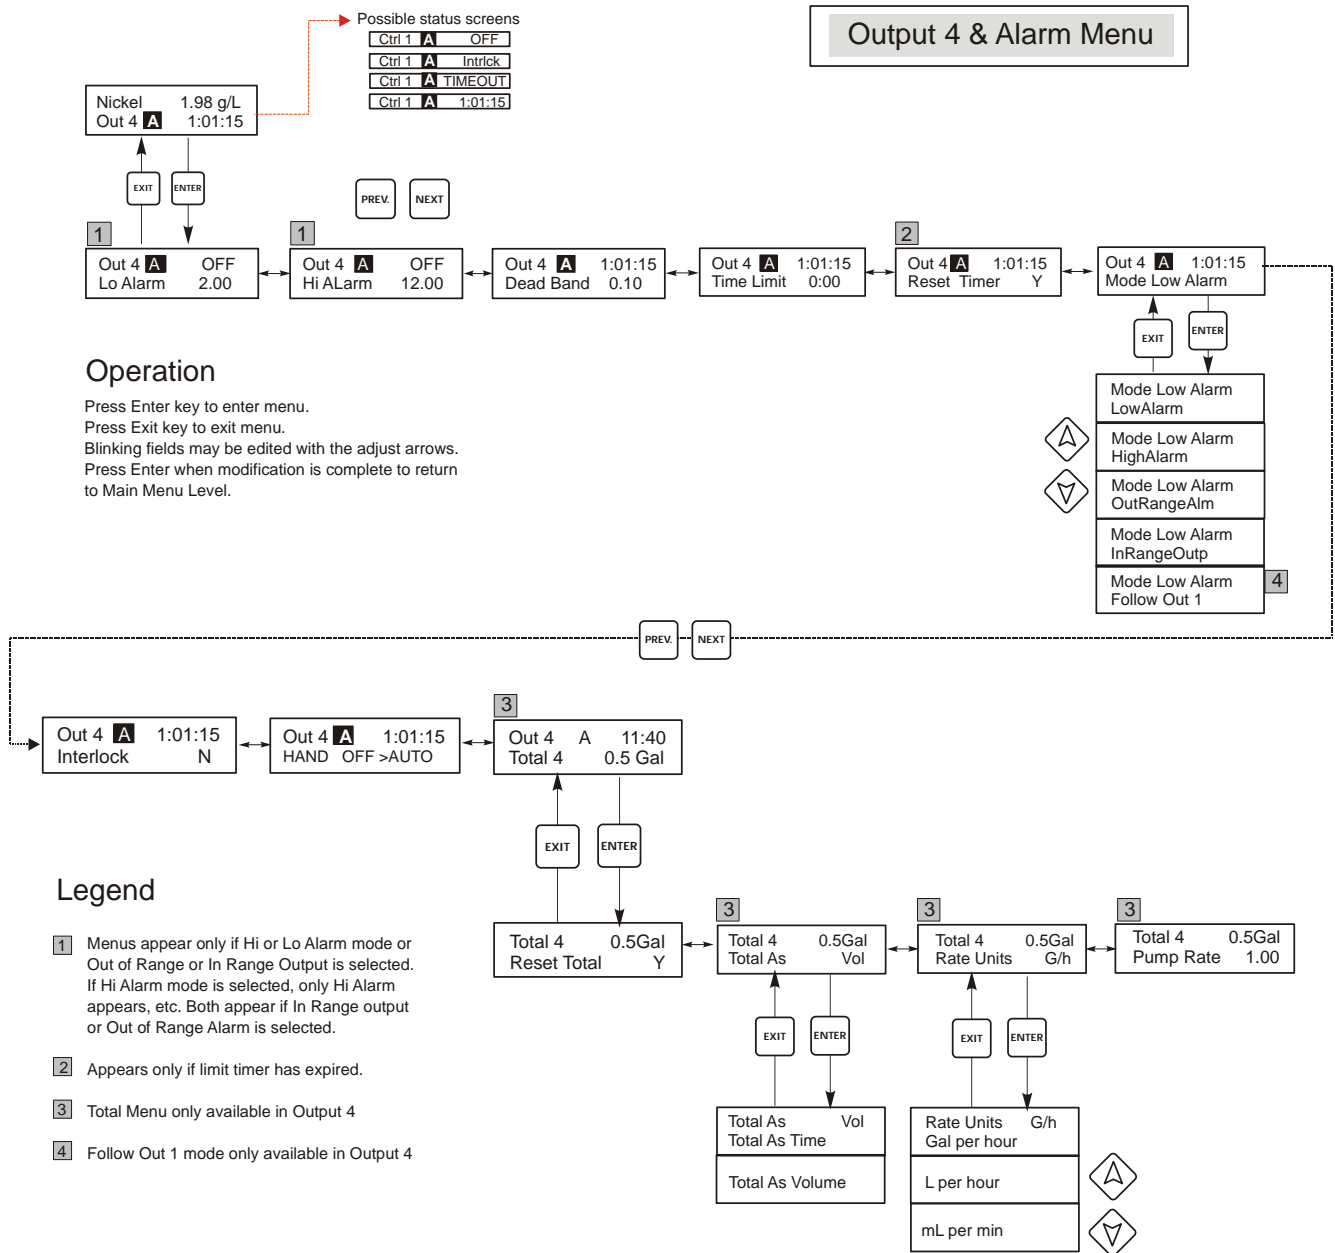 Possible status screens
Output 4 & Alarm Menu
Ctrl 1 A OFF
Ctrl 1 A Intrlck
Ctrl 1 A TIMEOUT
Ctrl 1 A 1:01:15
Nickel 1.98 g/L
Out 4 A 1:01:15
EXIT ENTER
PREV. NEXT
1
Out 4 A OFF
Lo Alarm 2.00
1
Out 4 A OFF
Hi ALarm 12.00
Out 4 A 1:01:15
Dead Band 0.10
Out 4 A 1:01:15
Time Limit 0:00
2
Out 4 A 1:01:15
Reset Timer Y
Out 4 A 1:01:15
Mode Low Alarm
EXIT ENTER
Mode Low Alarm
LowAlarm
Mode Low Alarm
HighAlarm
Mode Low Alarm
OutRangeAlm
Mode Low Alarm
InRangeOutp
Mode Low Alarm
Follow Out 1
4
Operation
Press Enter key to enter menu.
Press Exit key to exit menu.
Blinking fields may be edited with the adjust arrows.
Press Enter when modification is complete to return
to Main Menu Level.
PREV. NEXT
Out 4 A 1:01:15
Interlock N
Out 4 A 1:01:15
HAND OFF >AUTO
3
Out 4 A 11:40
Total 4 0.5 Gal
EXIT ENTER
Total 4 0.5Gal
Reset Total Y
3
Total 4 0.5Gal
Total As Vol
3
Total 4 0.5Gal
Rate Units G/h
3
Total 4 0.5Gal
Pump Rate 1.00
EXIT ENTER
EXIT ENTER
Total As Vol
Total As Time
Total As Volume
Rate Units G/h
Gal per hour
L per hour
mL per min
Legend
1 Menus appear only if Hi or Lo Alarm mode or
Out of Range or In Range Output is selected.
If Hi Alarm mode is selected, only Hi Alarm
appears, etc. Both appear if In Range output
or Out of Range Alarm is selected.
2 Appears only if limit timer has expired.
3 Total Menu only available in Output 4
4 Follow Out 1 mode only available in Output 4